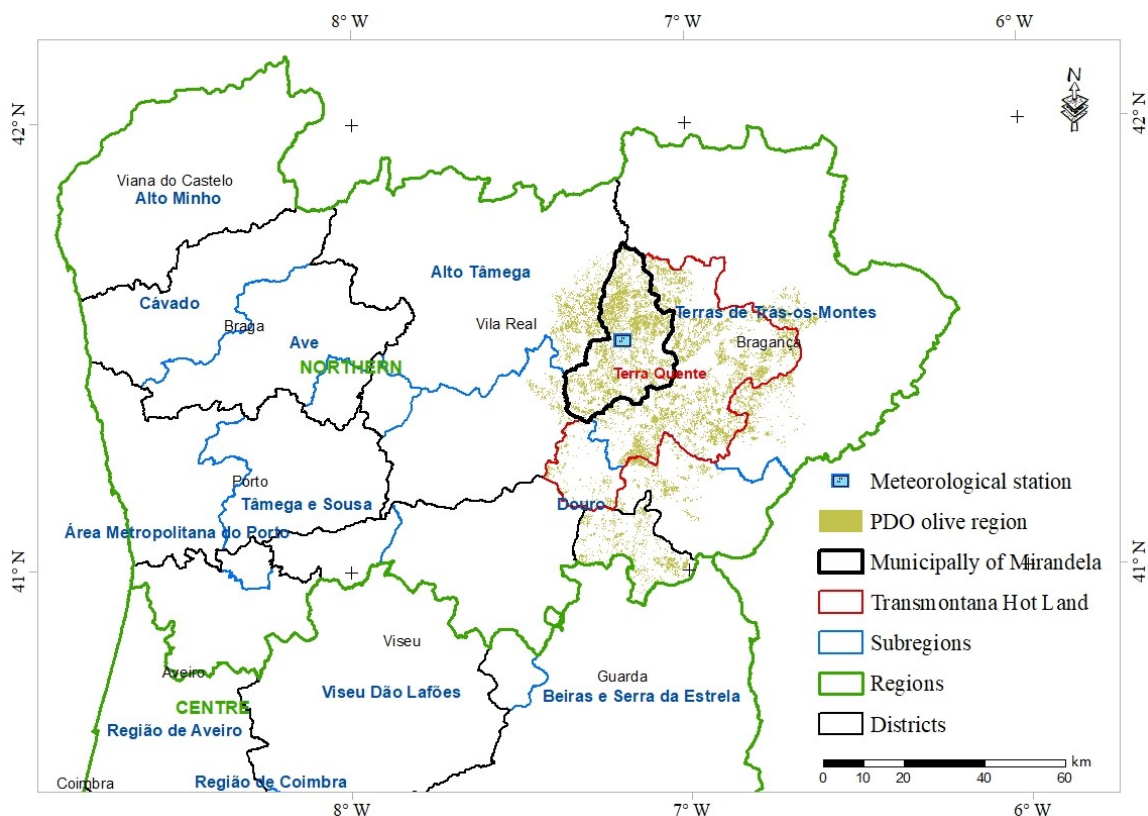 8° W
7° W
6° W
N
42° N
42° N
Viana do Castelo
Alto Minho
Alto Tâmega
Cávado
Braga
Ave
NORTHERN
Vila Real
Terras de Trás-os-Montes
Bragança
Terra Quente
Porto
Tâmega e Sousa
Área Metropolitana do Porto
Douro
41° N
41° N
Meteorological station
PDO olive region
Municipally of Mirandela
Transmontana Hot Land
Subregions
Regions
Districts
Viseu
Viseu Dão Lafões
Guarda
Beiras e Serra da Estrela
Aveiro
CENTRE
Região de Aveiro
Coimbra
Região de Coimbra
km
0 10 20 40 60
8° W
7° W
6° W